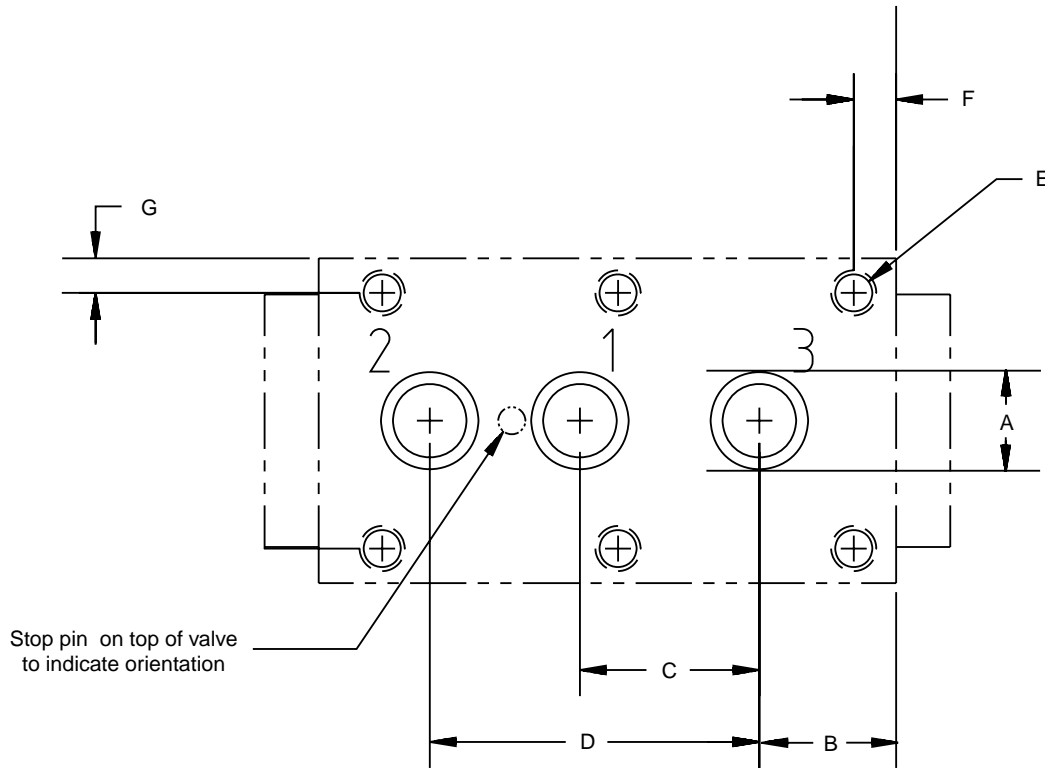 F
E
G
2 1 3
A
Stop pin on top of valve
to indicate orientation
C
D
B